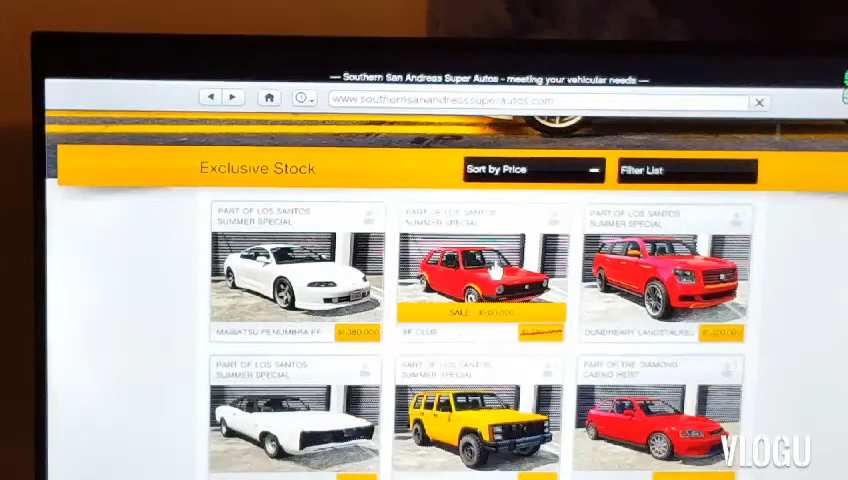 — Southern San Andreas Super Autos - meeting your vehicular needs —
www.southernsanandreassuperautos.com
Exclusive Stock
Sort by Price
Filter List
PART OF LOS SANTOS
SUMMER SPECIAL
PART OF LOS SANTOS
SUMMER SPECIAL
PART OF LOS SANTOS
SUMMER SPECIAL
SALE
MAIBATSU PENUMBRA FF
$1,380,000
BF CLUB
DUNDREARY LANDSTALKE...
PART OF LOS SANTOS
SUMMER SPECIAL
PART OF LOS SANTOS
SUMMER SPECIAL
PART OF THE DIAMOND
CASINO HEIST
VLOGU